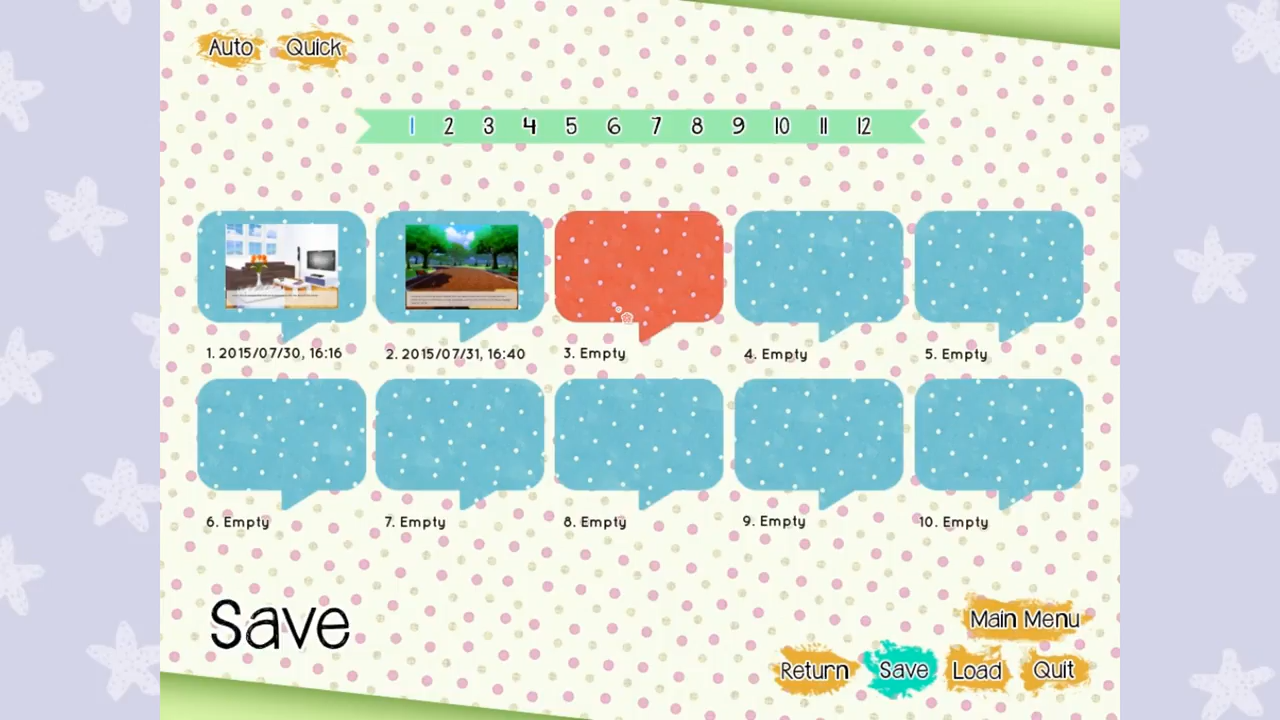 Auto Quick
1 2 3 4 5 6 7 8 9 10 11 12
1. 2015/07/30, 16:16
2. 2015/07/31, 16:40
3. Empty
4. Empty
5. Empty
6. Empty
7. Empty
8. Empty
9. Empty
10. Empty
Save
Main Menu
Return Save Load Quit